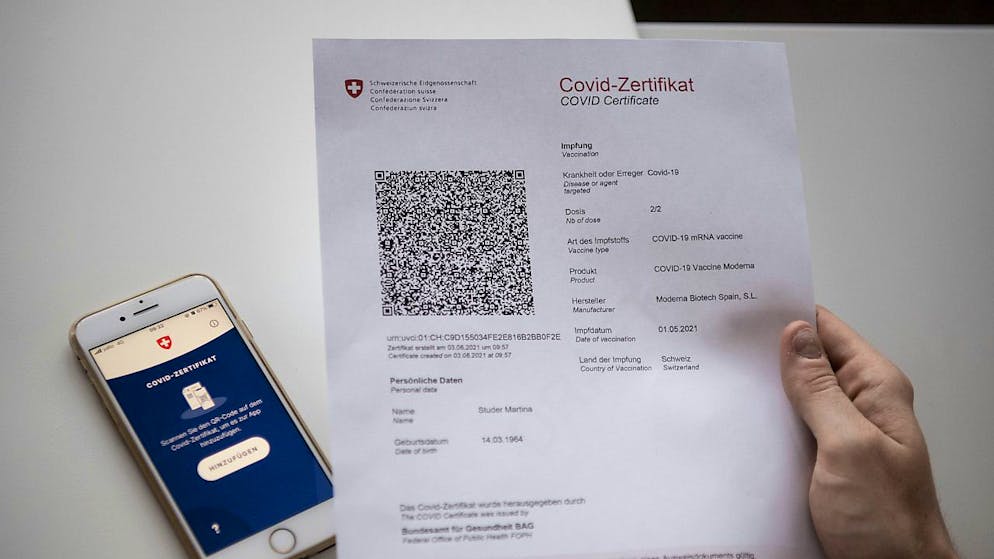 Schweizerische Eidgenossenschaft
Confédération suisse
Confederazione Svizzera
Confederaziun svizra
Covid-Zertifikat
COVID Certificate
Impfung
Vaccination
Krankheit oder Erreger Covid-19
Disease or agent
targeted
Dosis 2/2
Nb of dose
Art des Impfstoffs COVID-19 mRNA vaccine
Vaccine type
Produkt COVID-19 Vaccine Moderna
Product
Hersteller Moderna Biotech Spain, S.L.
Manufacturer
Impfdatum 01.05.2021
Date of vaccination
Land der Impfung Schweiz
Country of Vaccination Switzerland
urn:uvci:01:CH:C9D155034FE2E816B2BB0F2E
Zertifikat erstellt am 03.06.2021 um 09:57
Certificate created on 03.06.2021 at 09:57
Persönliche Daten
Personal data
Name Studer Martina
Name
Geburtsdatum 14.03.1964
Date of birth
Das Covid-Zertifikat wurde herausgegeben durch
The COVID Certificate was issued by
Bundesamt für Gesundheit BAG
Federal Office of Public Health FOPH
Ausweisdokuments gültig
4G
09:32
67%
COVID-ZERTIFIKAT
Scannen Sie den QR-Code auf dem
Covid-Zertifikat, um es zur App
hinzuzufügen.
HINZUFÜGEN
?